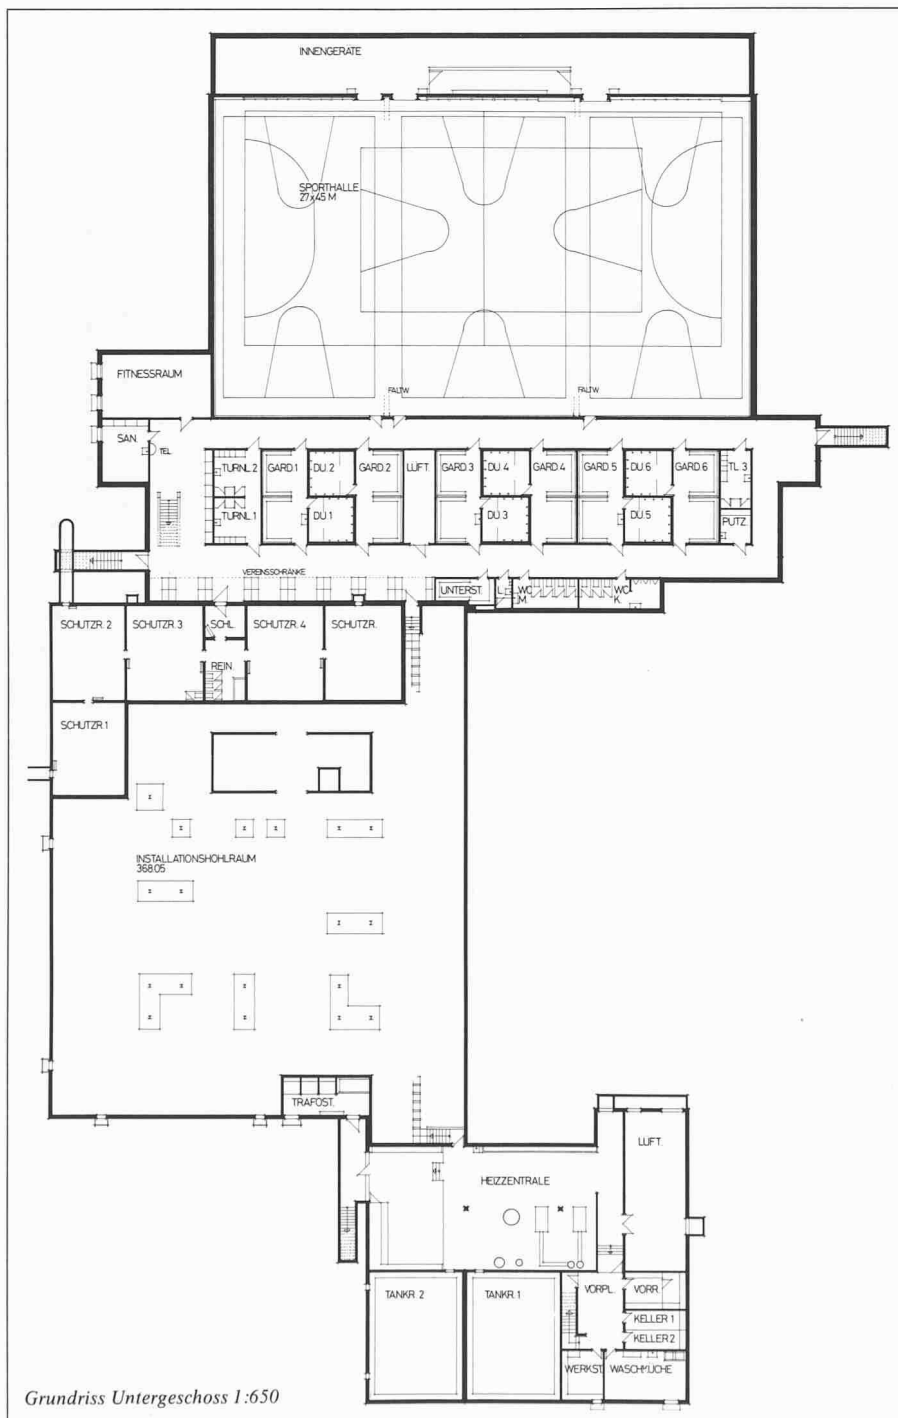 INNENGERÄTE
SPORTHALLE
27x45 M
FITNESSRAUM
FALTW.
FALTW.
SAN.
TEL.
TURNL.2
GARD.1
DU.2
GARD.2
LÜFT.
GARD.3
DU.4
GARD.4
GARD.5
DU.6
GARD.6
TL.3
TURNL.1
DU.1
DU.3
DU.5
PUTZ.
VEREINSSCHRÄNKE
UNTERST.
L.
WC
M.
WC
K.
SCHUTZR.2
SCHUTZR.3
SCHL.
SCHUTZR.4
SCHUTZR.
REIN.
SCHUTZR.1
INSTALLATIONSHOHLRAUM
368.05
TRAFOST.
LÜFT.
HEIZZENTRALE
TANKR. 2
TANKR. 1
VORPL.
VORR.
KELLER 1
KELLER 2
WERKST.
WASCHKÜCHE
Grundriss Untergeschoss 1:650